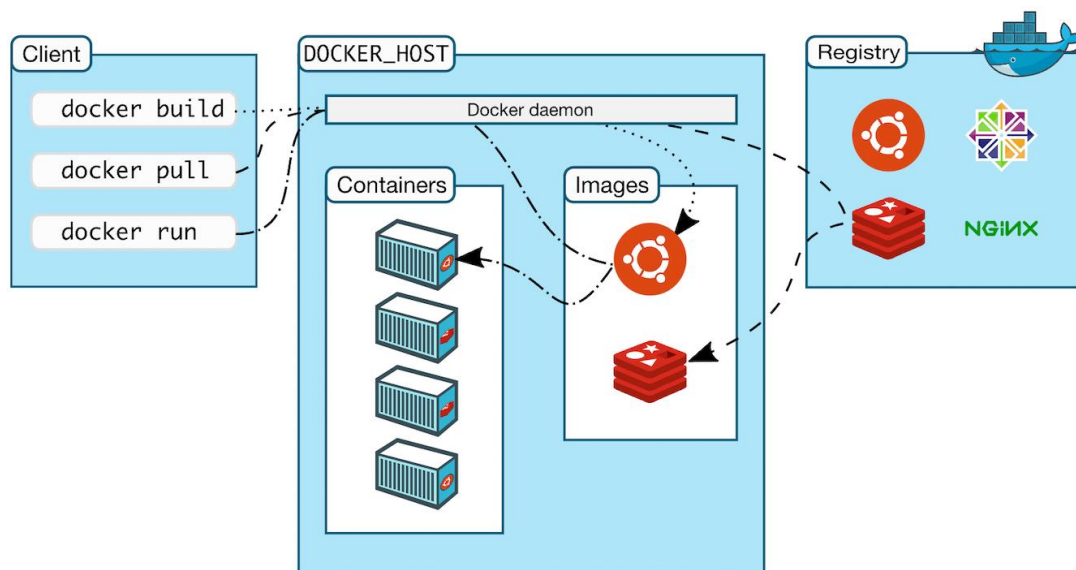 Client
docker build
docker pull
docker run
DOCKER_HOST
Docker daemon
Containers
Images
Registry
NGINX